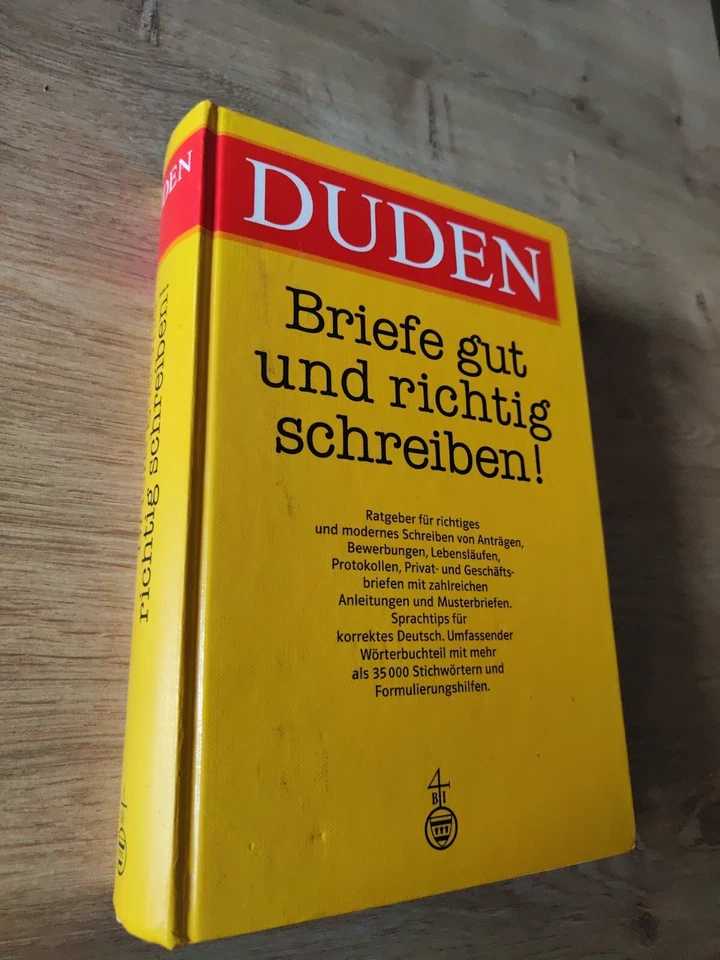 DUDEN
Briefe gut
und richtig
schreiben!
Ratgeber für richtiges
und modernes Schreiben von Anträgen,
Bewerbungen, Lebensläufen,
Protokollen, Privat- und Geschäfts-
briefen mit zahlreichen
Anleitungen und Musterbriefen.
Sprachtips für
korrektes Deutsch. Umfassender
Wörterbuchteil mit mehr
als 35 000 Stichwörtern und
Formulierungshilfen.
B I
richtig schreiben!